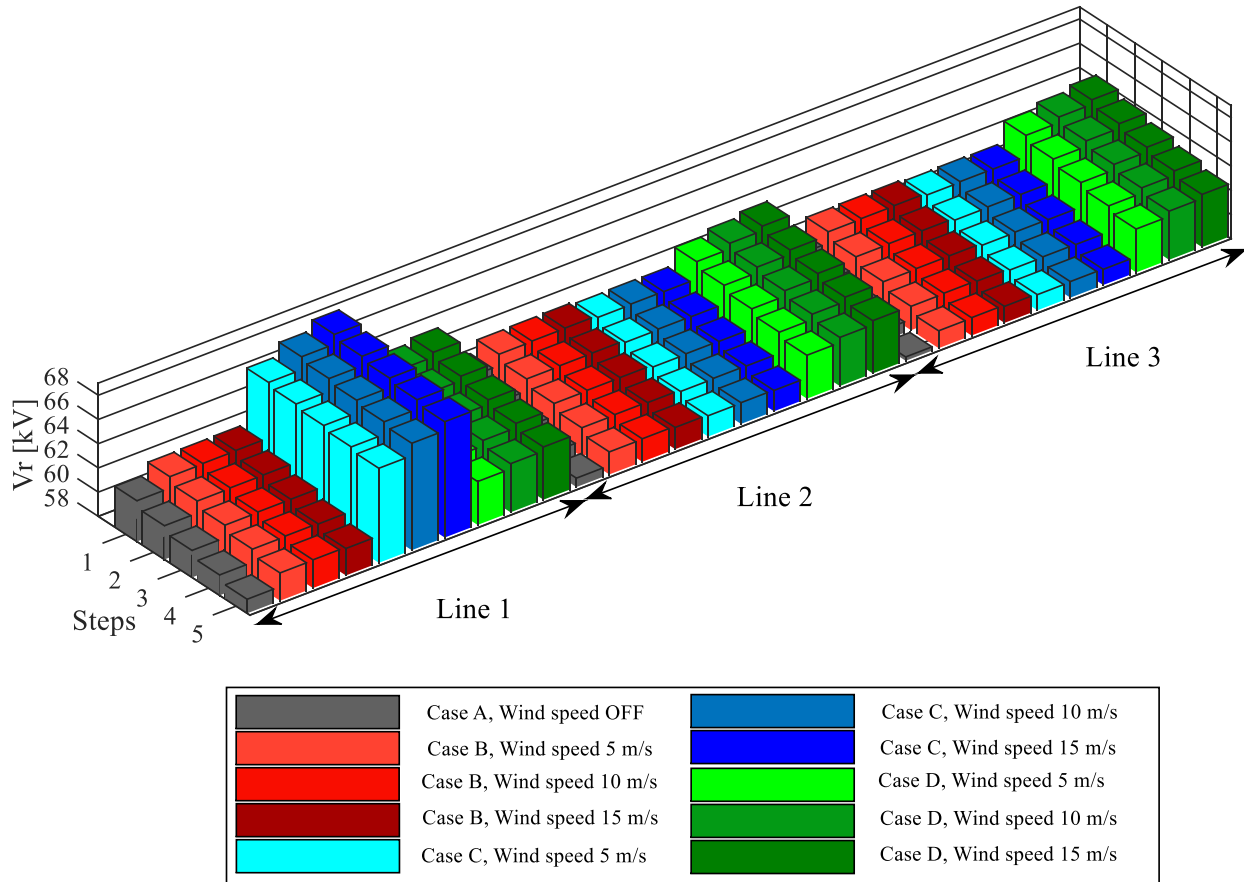 68
66
64
62
60
58
Vr [kV]
1
2
3
4
5
Steps
Line 1
Line 2
Line 3
Case A, Wind speed OFF
Case B, Wind speed 5 m/s
Case B, Wind speed 10 m/s
Case B, Wind speed 15 m/s
Case C, Wind speed 5 m/s
Case C, Wind speed 10 m/s
Case C, Wind speed 15 m/s
Case D, Wind speed 5 m/s
Case D, Wind speed 10 m/s
Case D, Wind speed 15 m/s